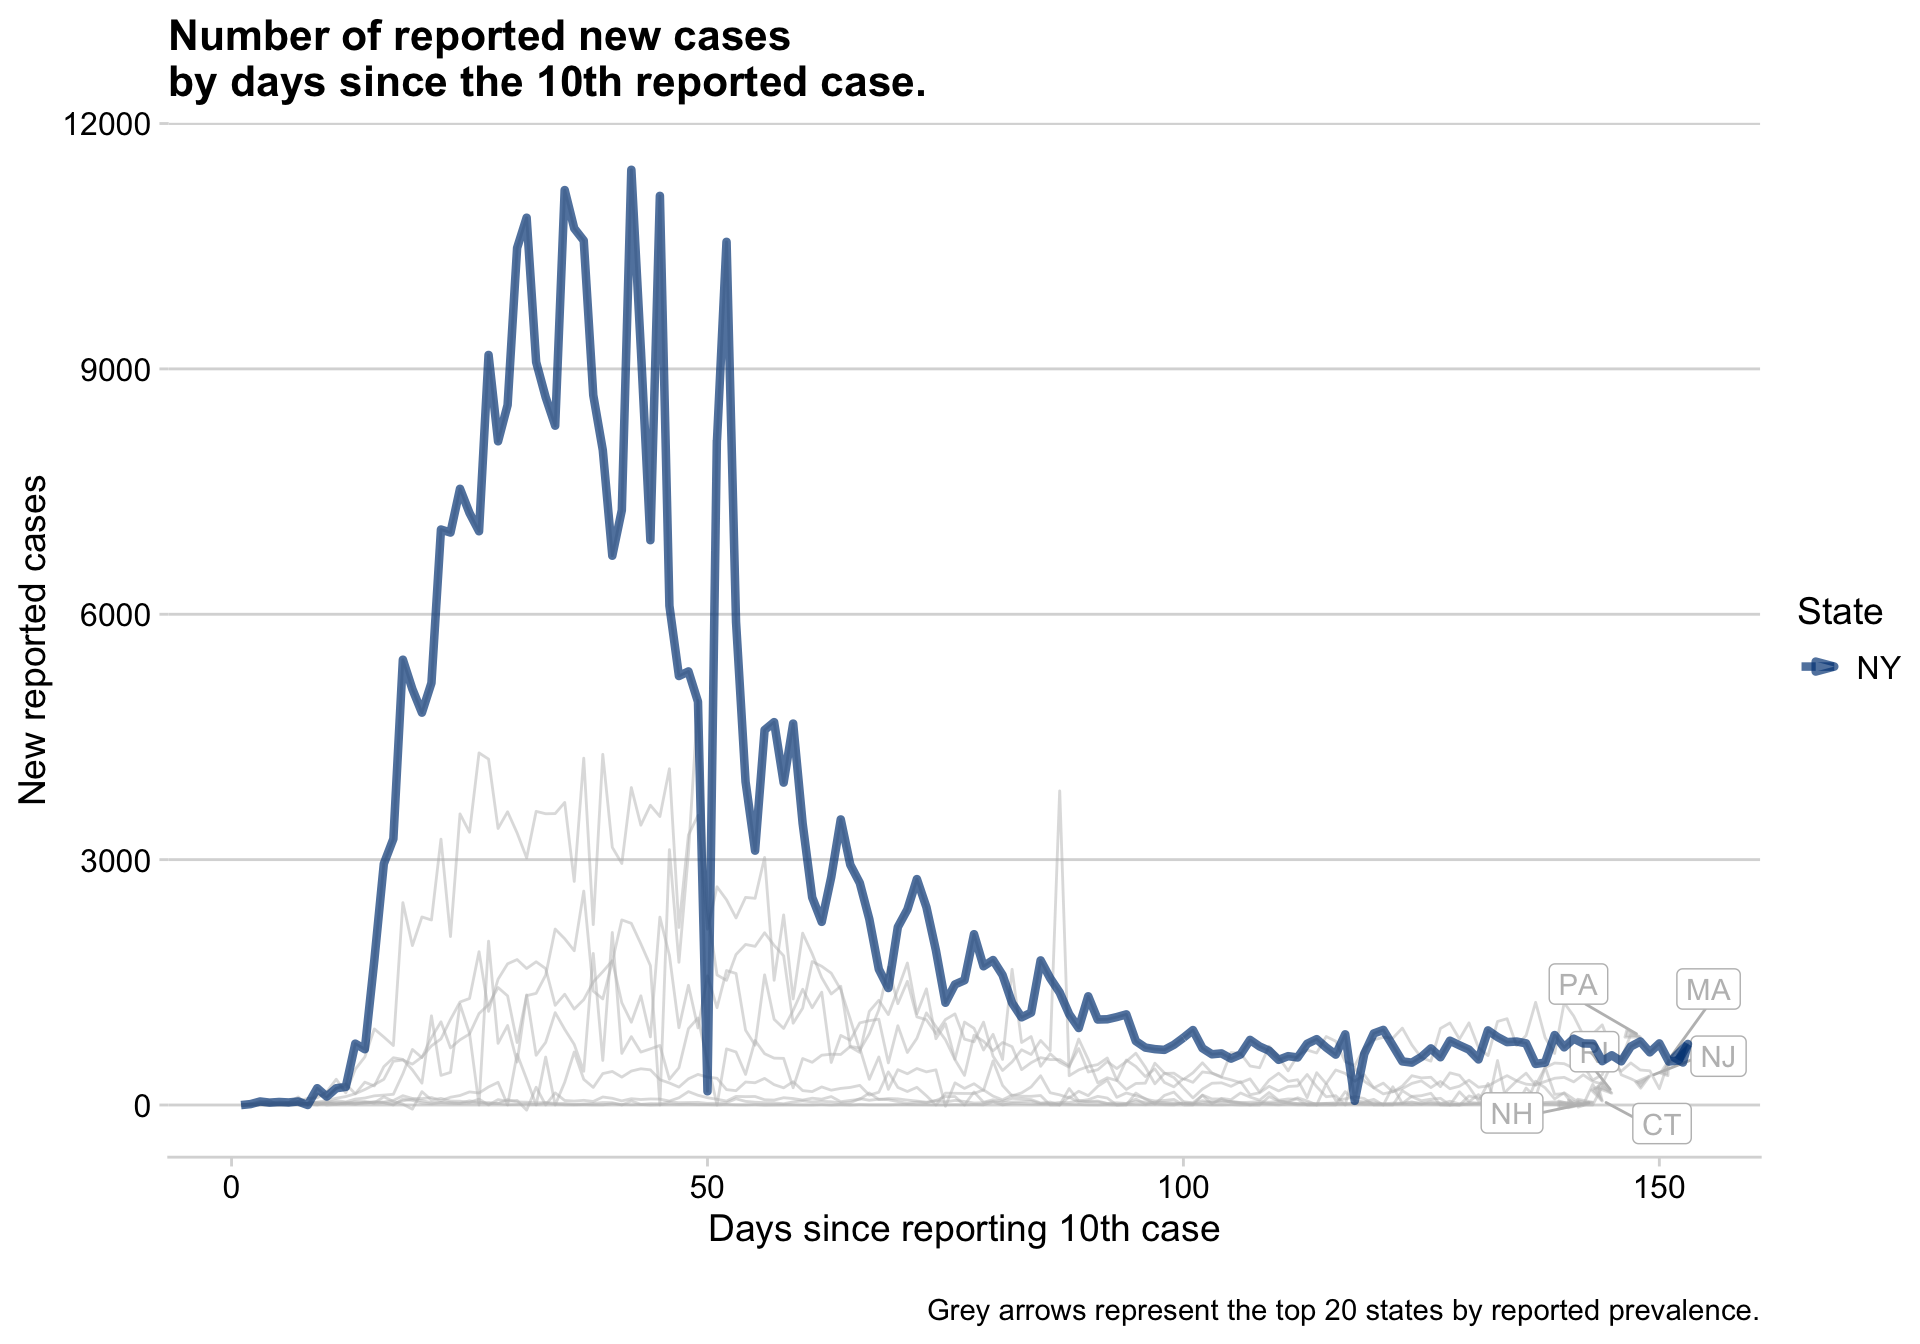 Number of reported new cases
by days since the 10th reported case.
12000
9000
6000
3000
0
New reported cases
PA
MA
NJ
NH
CT
State
NY
0
50
100
150
Days since reporting 10th case
Grey arrows represent the top 20 states by reported prevalence.